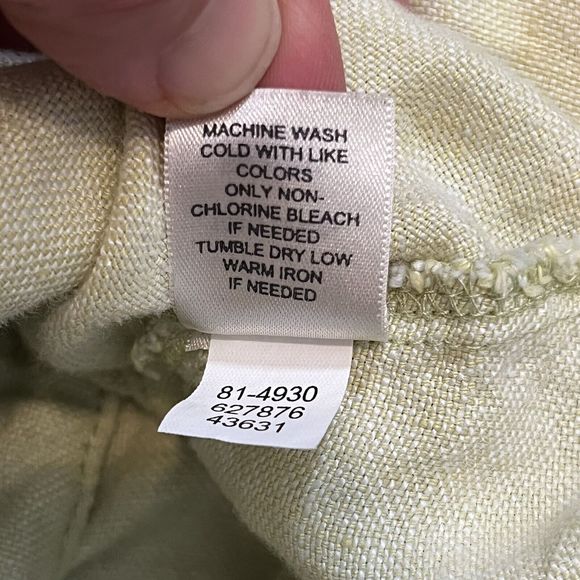 MACHINE WASH
COLD WITH LIKE
COLORS
ONLY NON-
CHLORINE BLEACH
IF NEEDED
TUMBLE DRY LOW
WARM IRON
IF NEEDED
81-4930
627876
43631